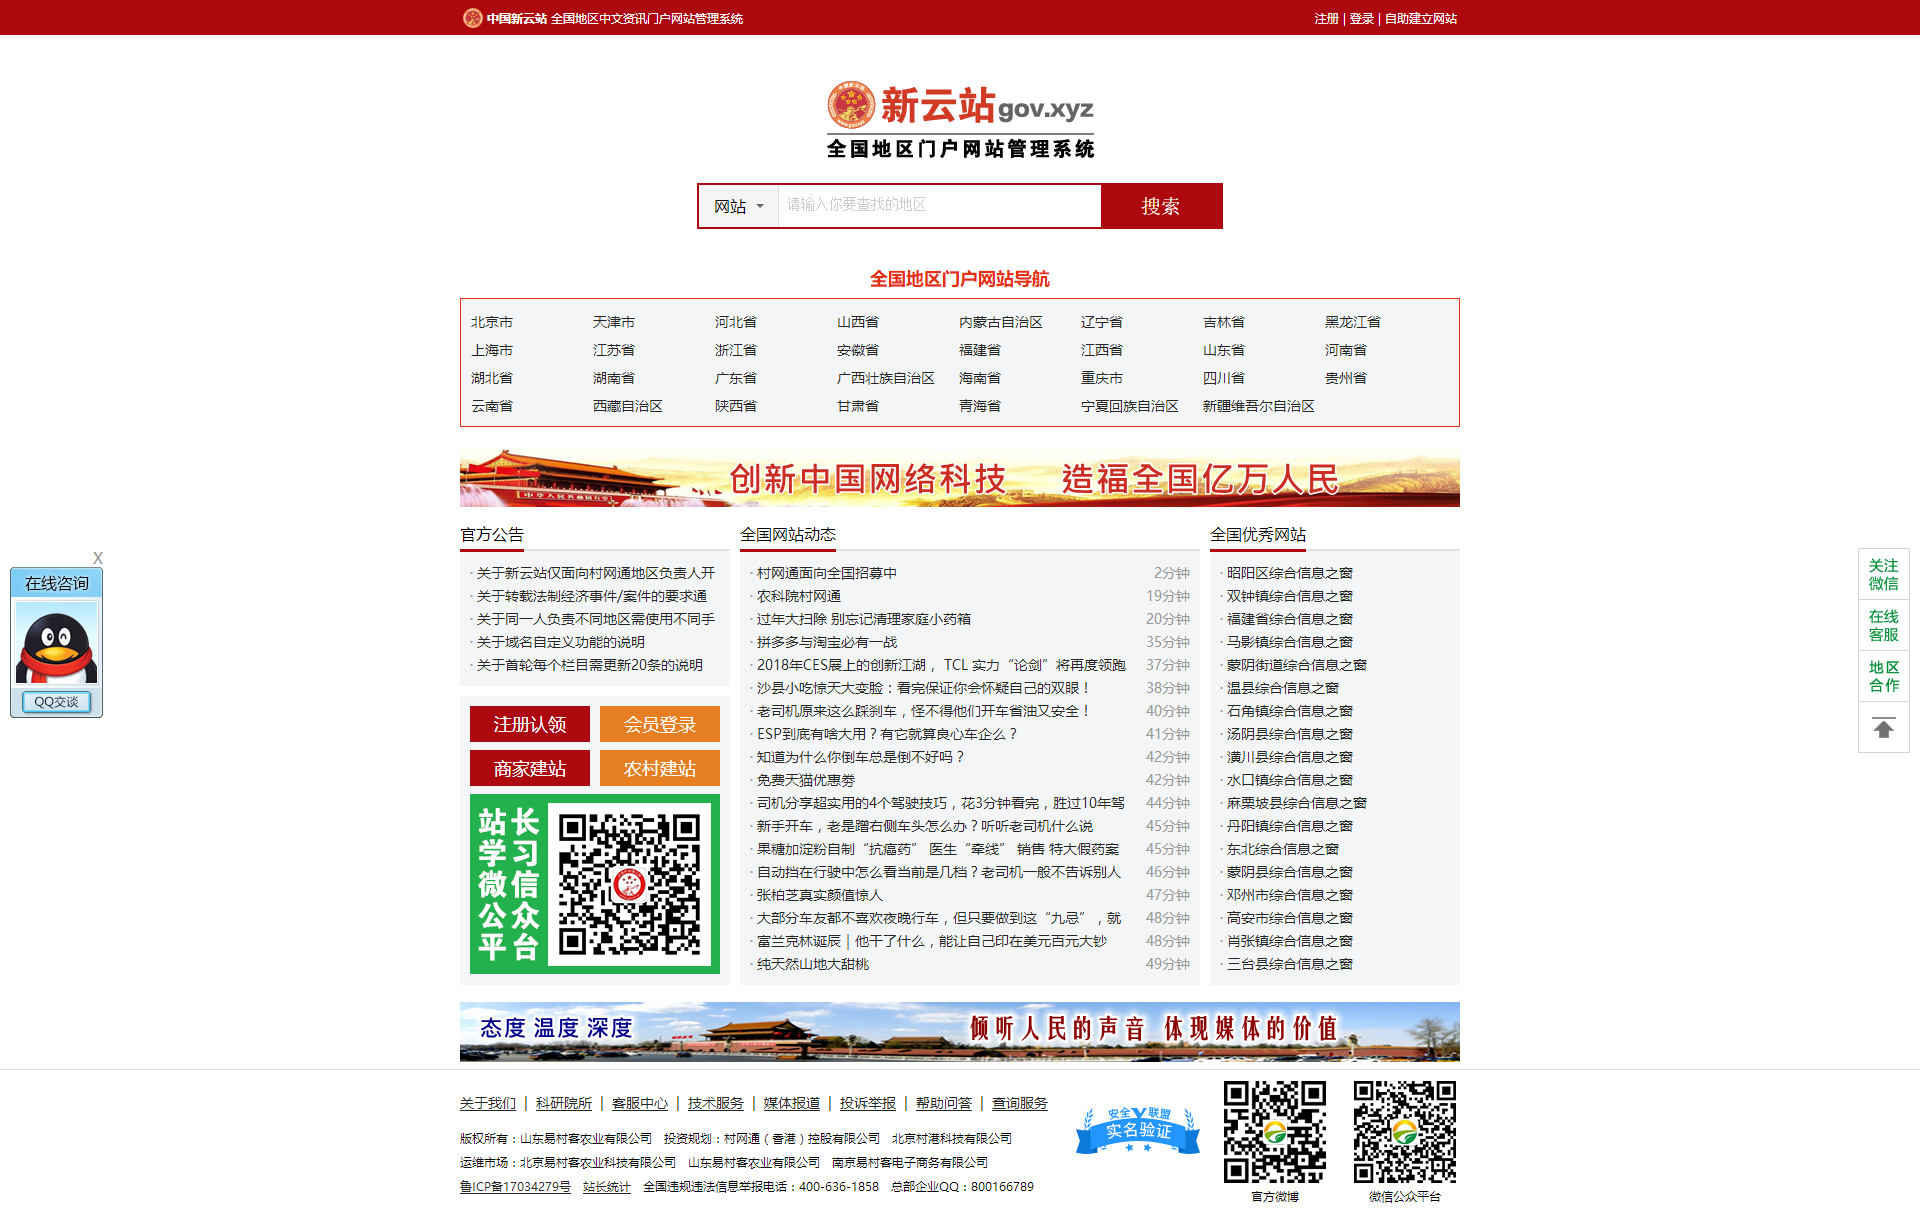 中国新云站 全国地区中文资讯门户网站管理系统
注册 | 登录 | 自助建立网站
新云站gov.xyz
全国地区门户网站管理系统
网站 请输入你要查找的地区 搜索
全国地区门户网站导航
北京市 天津市 河北省 山西省 内蒙古自治区 辽宁省 吉林省 黑龙江省
上海市 江苏省 浙江省 安徽省 福建省 江西省 山东省 河南省
湖北省 湖南省 广东省 广西壮族自治区 海南省 重庆市 四川省 贵州省
云南省 西藏自治区 陕西省 甘肃省 青海省 宁夏回族自治区 新疆维吾尔自治区
创新中国网络科技 造福全国亿万人民
官方公告
· 关于新云站仅面向村网通地区负责人开
· 关于转载法制经济事件/案件的要求通
· 关于同一人负责不同地区需使用不同手
· 关于域名自定义功能的说明
· 关于首轮每个栏目需更新20条的说明
注册认领 会员登录
商家建站 农村建站
站长学习微信公众平台
全国网站动态
· 村网通面向全国招募中 2分钟
· 农科院村网通 19分钟
· 过年大扫除 别忘记清理家庭小药箱 20分钟
· 拼多多与淘宝必有一战 35分钟
· 2018年CES展上的创新江湖， TCL 实力“论剑”将再度领跑 37分钟
· 沙县小吃惊天大变脸：看完保证你会怀疑自己的双眼！ 38分钟
· 老司机原来这么踩刹车，怪不得他们开车省油又安全！ 40分钟
· ESP到底有啥大用？有它就算良心车企么？ 41分钟
· 知道为什么你倒车总是倒不好吗？ 42分钟
· 免费天猫优惠劵 42分钟
· 司机分享超实用的4个驾驶技巧，花3分钟看完，胜过10年驾 44分钟
· 新手开车，老是蹭右侧车头怎么办？听听老司机什么说 45分钟
· 果糖加淀粉自制“抗癌药” 医生“牵线” 销售 特大假药案 45分钟
· 自动挡在行驶中怎么看当前是几档？老司机一般不告诉别人 46分钟
· 张柏芝真实颜值惊人 47分钟
· 大部分车友都不喜欢夜晚行车，但只要做到这“九忌”，就 48分钟
· 富兰克林诞辰｜他干了什么，能让自己印在美元百元大钞 48分钟
· 纯天然山地大甜桃 49分钟
全国优秀网站
· 昭阳区综合信息之窗
· 双钟镇综合信息之窗
· 福建省综合信息之窗
· 马影镇综合信息之窗
· 蒙阴街道综合信息之窗
· 温县综合信息之窗
· 石角镇综合信息之窗
· 汤阴县综合信息之窗
· 潢川县综合信息之窗
· 水口镇综合信息之窗
· 麻栗坡县综合信息之窗
· 丹阳镇综合信息之窗
· 东北综合信息之窗
· 蒙阴县综合信息之窗
· 邓州市综合信息之窗
· 高安市综合信息之窗
· 肖张镇综合信息之窗
· 三台县综合信息之窗
X
在线咨询
QQ交谈
关注
微信
在线
客服
地区
合作
态度 温度 深度 倾听人民的声音 体现媒体的价值
关于我们 | 科研院所 | 客服中心 | 技术服务 | 媒体报道 | 投诉举报 | 帮助问答 | 查询服务
版权所有：山东易村客农业有限公司 投资规划：村网通（香港）控股有限公司 北京村港科技有限公司
运维市场：北京易村客农业科技有限公司 山东易村客农业有限公司 南京易村客电子商务有限公司
鲁ICP备17034279号 站长统计 全国违规违法信息举报电话：400-636-1858 总部企业QQ：800166789
安全 联盟
实名验证
官方微博
微信公众平台